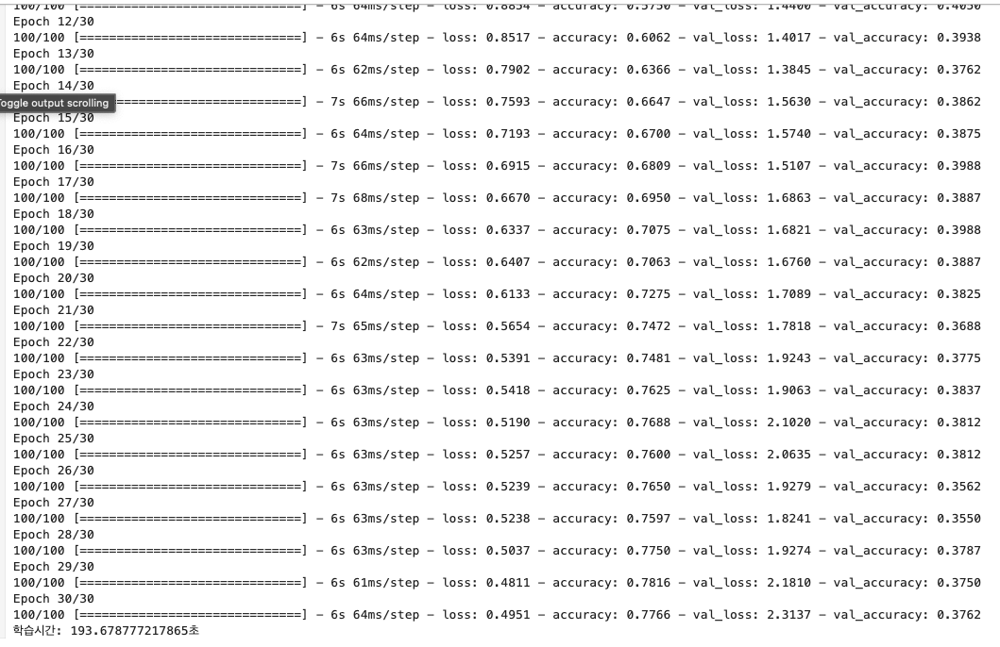 100/100 [==============================] - 6s 64ms/step - loss: 0.8854 - accuracy: 0.5750 - val_loss: 1.4400 - val_accuracy: 0.4050
Epoch 12/30
100/100 [==============================] - 6s 64ms/step - loss: 0.8517 - accuracy: 0.6062 - val_loss: 1.4017 - val_accuracy: 0.3938
Epoch 13/30
100/100 [==============================] - 6s 62ms/step - loss: 0.7902 - accuracy: 0.6366 - val_loss: 1.3845 - val_accuracy: 0.3762
Epoch 14/30
Toggle output scrolling
==========================] - 7s 66ms/step - loss: 0.7593 - accuracy: 0.6647 - val_loss: 1.5630 - val_accuracy: 0.3862
Epoch 15/30
100/100 [==============================] - 6s 64ms/step - loss: 0.7193 - accuracy: 0.6700 - val_loss: 1.5740 - val_accuracy: 0.3875
Epoch 16/30
100/100 [==============================] - 7s 66ms/step - loss: 0.6915 - accuracy: 0.6809 - val_loss: 1.5107 - val_accuracy: 0.3988
Epoch 17/30
100/100 [==============================] - 7s 68ms/step - loss: 0.6670 - accuracy: 0.6950 - val_loss: 1.6863 - val_accuracy: 0.3887
Epoch 18/30
100/100 [==============================] - 6s 63ms/step - loss: 0.6337 - accuracy: 0.7075 - val_loss: 1.6821 - val_accuracy: 0.3988
Epoch 19/30
100/100 [==============================] - 6s 62ms/step - loss: 0.6407 - accuracy: 0.7063 - val_loss: 1.6760 - val_accuracy: 0.3887
Epoch 20/30
100/100 [==============================] - 6s 64ms/step - loss: 0.6133 - accuracy: 0.7275 - val_loss: 1.7089 - val_accuracy: 0.3825
Epoch 21/30
100/100 [==============================] - 7s 65ms/step - loss: 0.5654 - accuracy: 0.7472 - val_loss: 1.7818 - val_accuracy: 0.3688
Epoch 22/30
100/100 [==============================] - 6s 63ms/step - loss: 0.5391 - accuracy: 0.7481 - val_loss: 1.9243 - val_accuracy: 0.3775
Epoch 23/30
100/100 [==============================] - 6s 63ms/step - loss: 0.5418 - accuracy: 0.7625 - val_loss: 1.9063 - val_accuracy: 0.3837
Epoch 24/30
100/100 [==============================] - 6s 63ms/step - loss: 0.5190 - accuracy: 0.7688 - val_loss: 2.1020 - val_accuracy: 0.3812
Epoch 25/30
100/100 [==============================] - 6s 63ms/step - loss: 0.5257 - accuracy: 0.7600 - val_loss: 2.0635 - val_accuracy: 0.3812
Epoch 26/30
100/100 [==============================] - 6s 63ms/step - loss: 0.5239 - accuracy: 0.7650 - val_loss: 1.9279 - val_accuracy: 0.3562
Epoch 27/30
100/100 [==============================] - 6s 63ms/step - loss: 0.5238 - accuracy: 0.7597 - val_loss: 1.8241 - val_accuracy: 0.3550
Epoch 28/30
100/100 [==============================] - 6s 63ms/step - loss: 0.5037 - accuracy: 0.7750 - val_loss: 1.9274 - val_accuracy: 0.3787
Epoch 29/30
100/100 [==============================] - 6s 61ms/step - loss: 0.4811 - accuracy: 0.7816 - val_loss: 2.1810 - val_accuracy: 0.3750
Epoch 30/30
100/100 [==============================] - 6s 64ms/step - loss: 0.4951 - accuracy: 0.7766 - val_loss: 2.3137 - val_accuracy: 0.3762
학습시간: 193.678777217865초